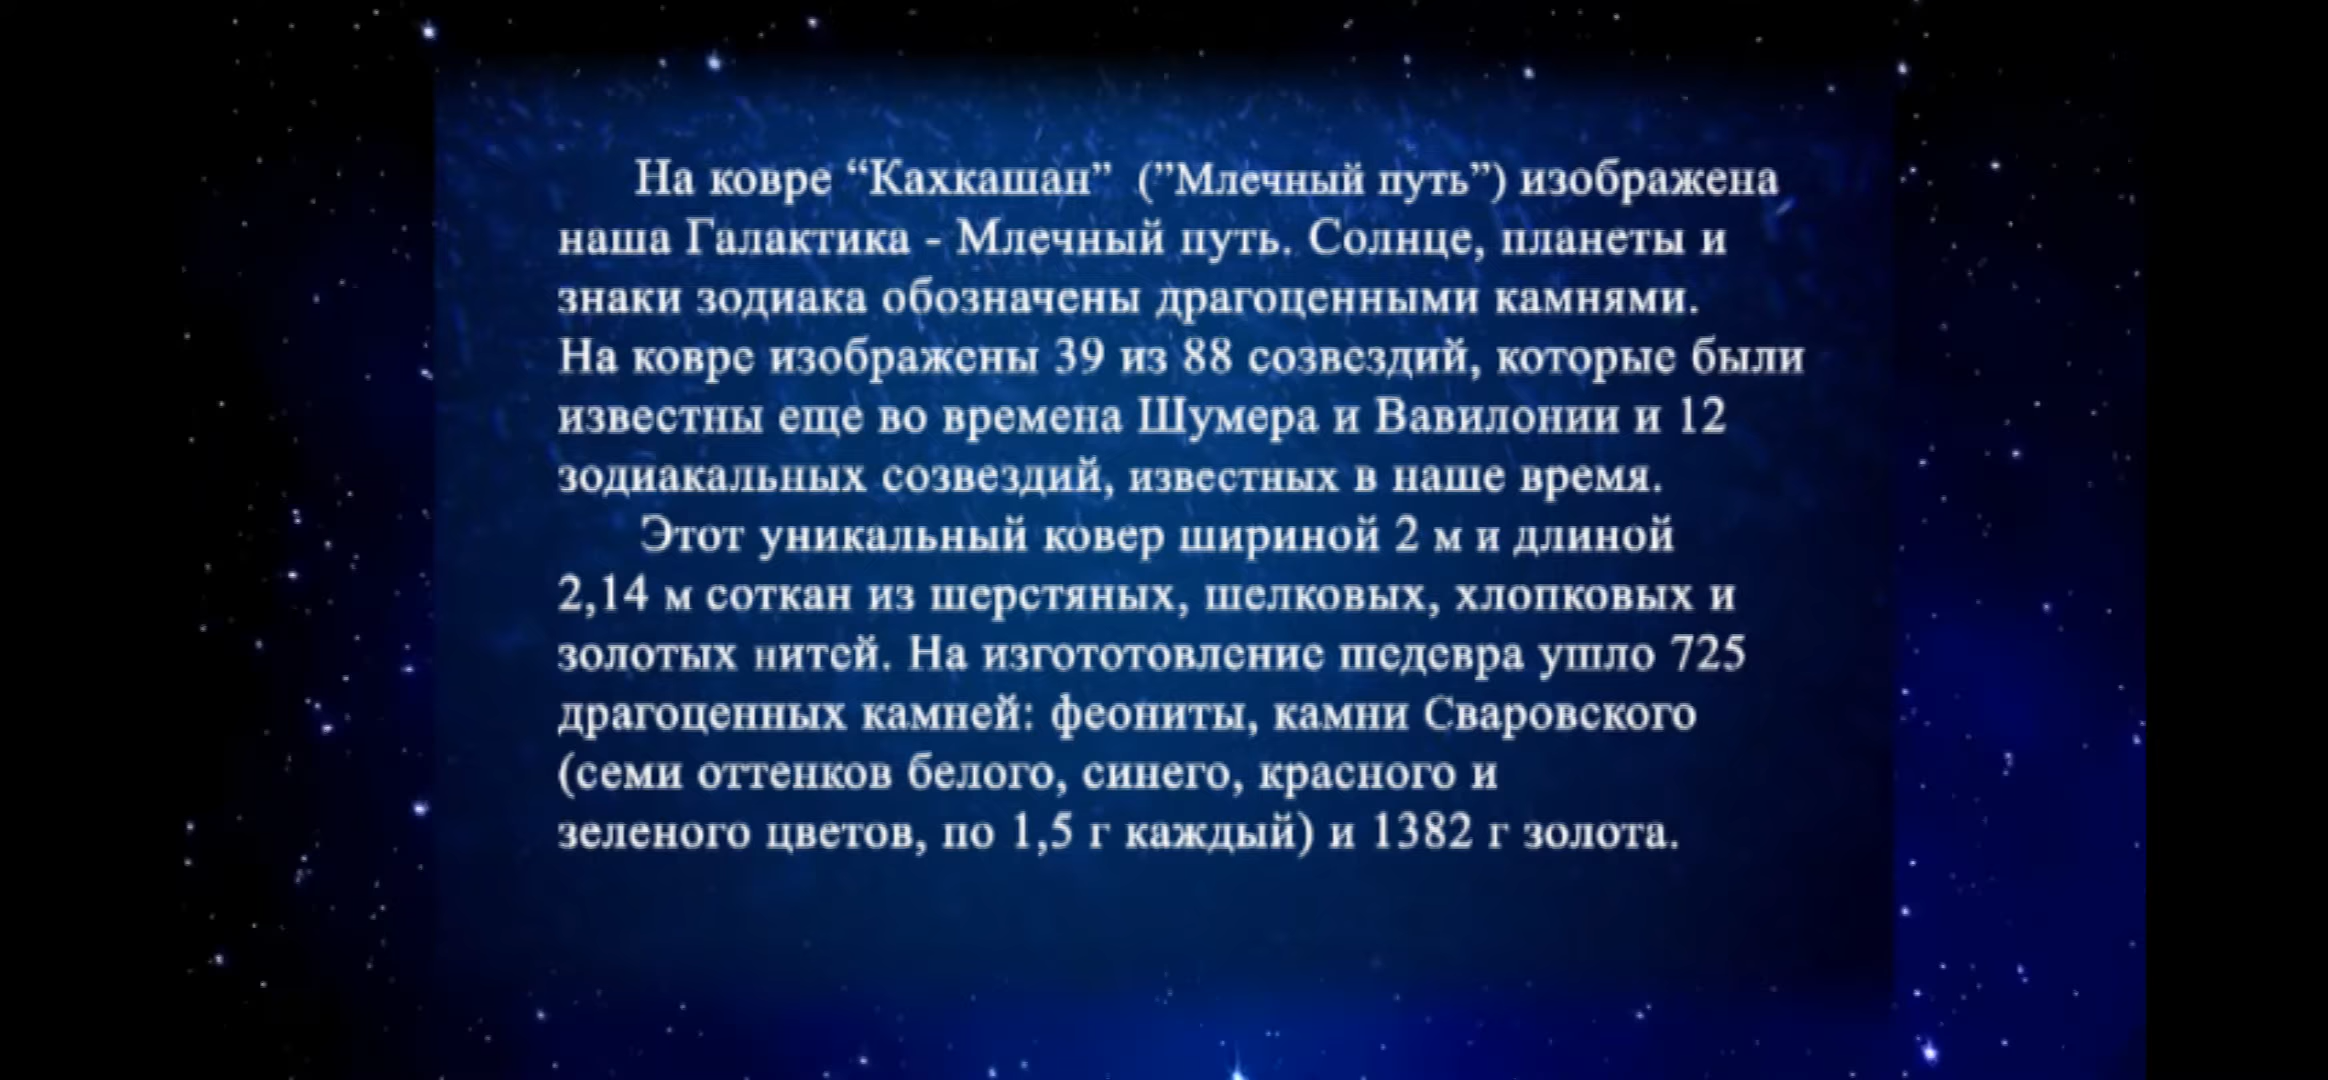 На ковре “Кахкашан” (”Млечный путь”) изображена
наша Галактика - Млечный путь. Солнце, планеты и
знаки зодиака обозначены драгоценными камнями.
На ковре изображены 39 из 88 созвездий, которые были
известны еще во времена Шумера и Вавилонии и 12
зодиакальных созвездий, известных в наше время.
Этот уникальный ковер шириной 2 м и длиной
2,14 м соткан из шерстяных, шелковых, хлопковых и
золотых нитей. На изгототовление шедевра ушло 725
драгоценных камней: феониты, камни Сваровского
(семи оттенков белого, синего, красного и
зеленого цветов, по 1,5 г каждый) и 1382 г золота.